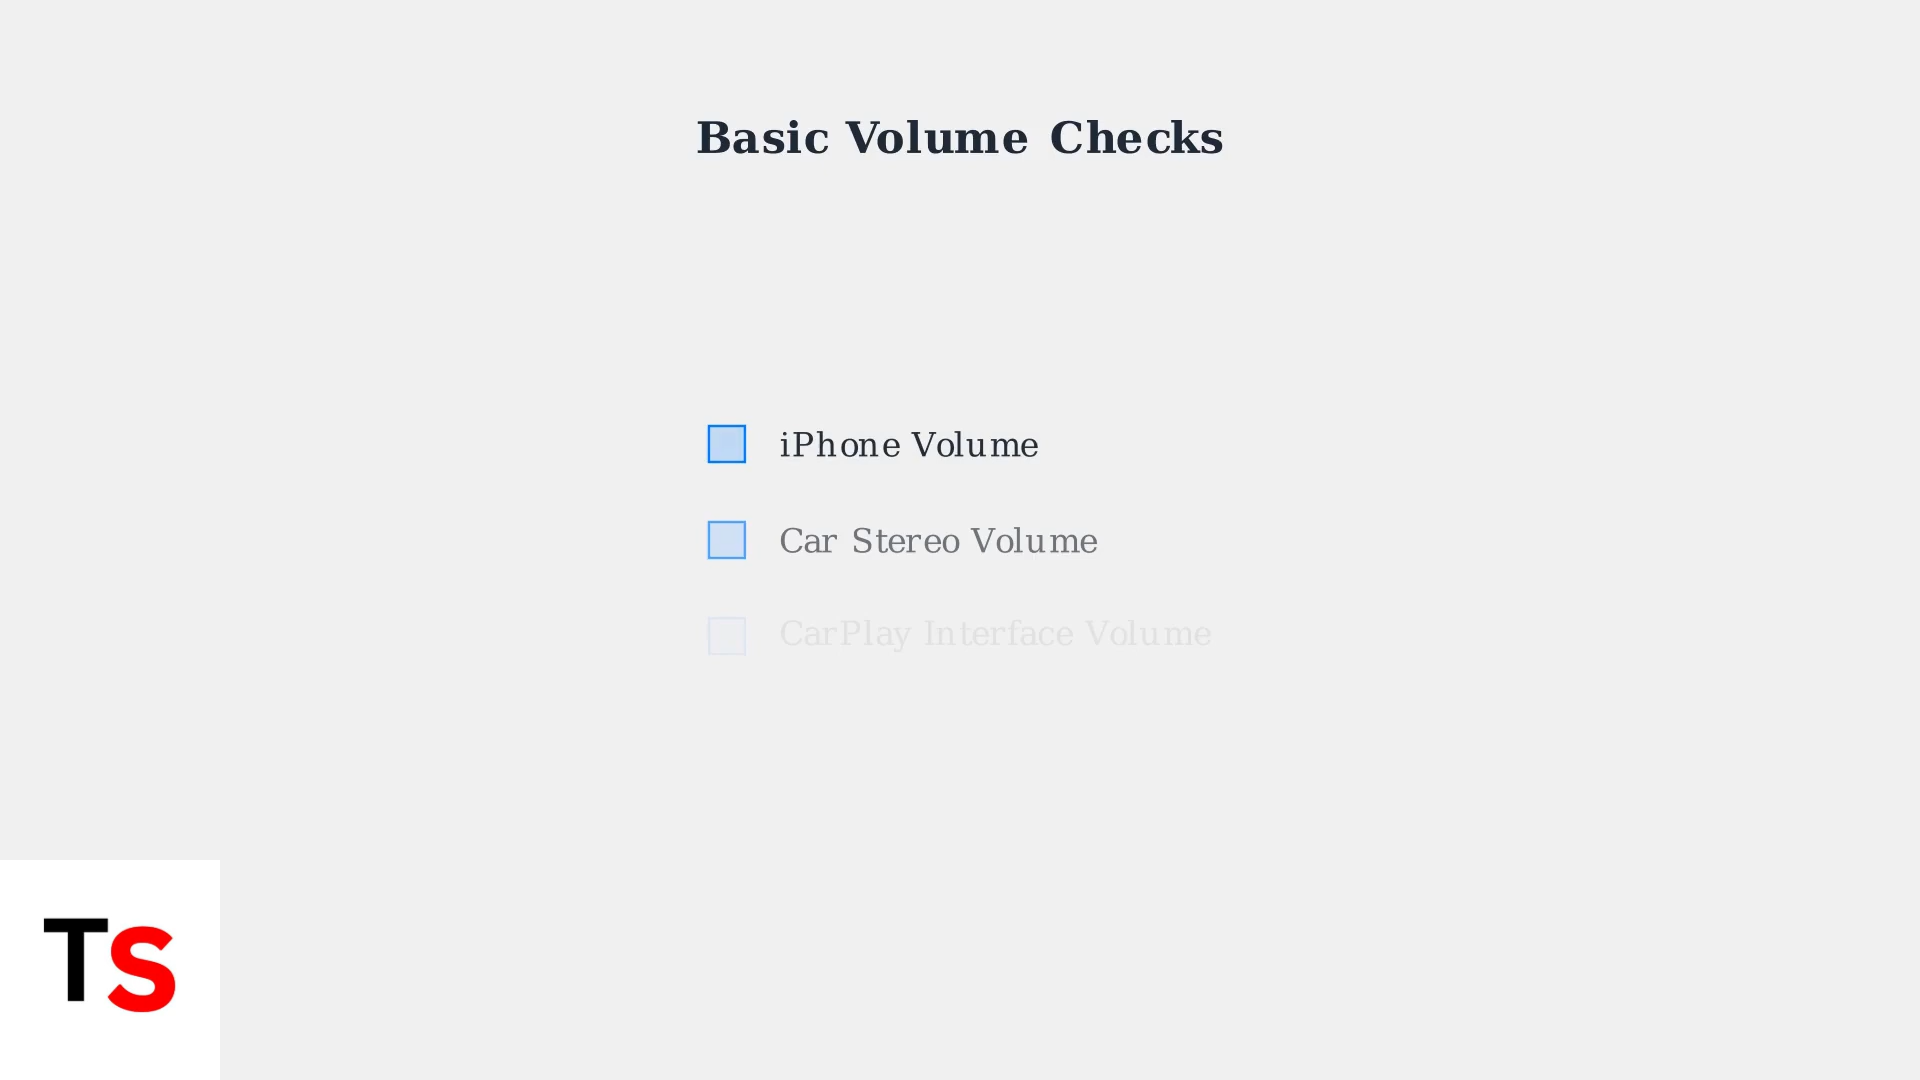 Basic Volume Checks
iPhone Volume
Car Stereo Volume
CarPlay Interface Volume
TS